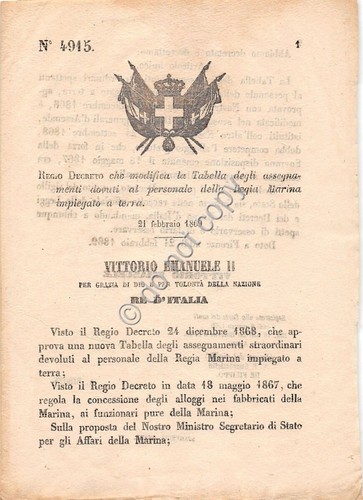 N° 4915.
1
REGIO DECRETO che modifica la Tabella degli assegna-
menti dovuti al personale della Regia Marina
impiegato a terra.
21 febbraio 1869
VITTORIO EMANUELE II
PER GRAZIA DI DIO E PER VOLONTÀ DELLA NAZIONE
RE D'ITALIA
Visto il Regio Decreto 24 dicembre 1868, che ap-
prova una nuova Tabella degli assegnamenti straordinari
devoluti al personale della Regia Marina impiegato a
terra;
Visto il Regio Decreto in data 18 maggio 1867, che
regola la concessione degli alloggi nei fabbricati della
Marina, ai funzionari pure della Marina;
Sulla proposta del Nostro Ministro Segretario di Stato
per gli Affari della Marina;
do not copy